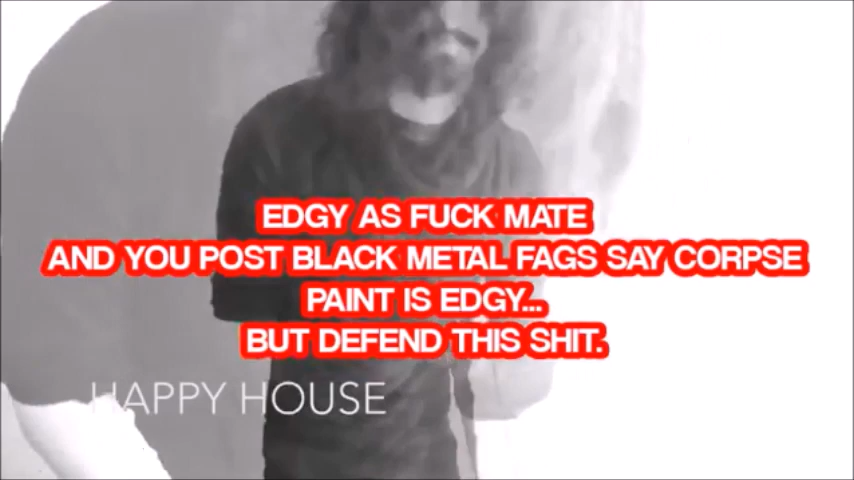 EDGY AS FUCK MATE
AND YOU POST BLACK METAL FAGS SAY CORPSE
PAINT IS EDGY...
BUT DEFEND THIS SHIT.
HAPPY HOUSE